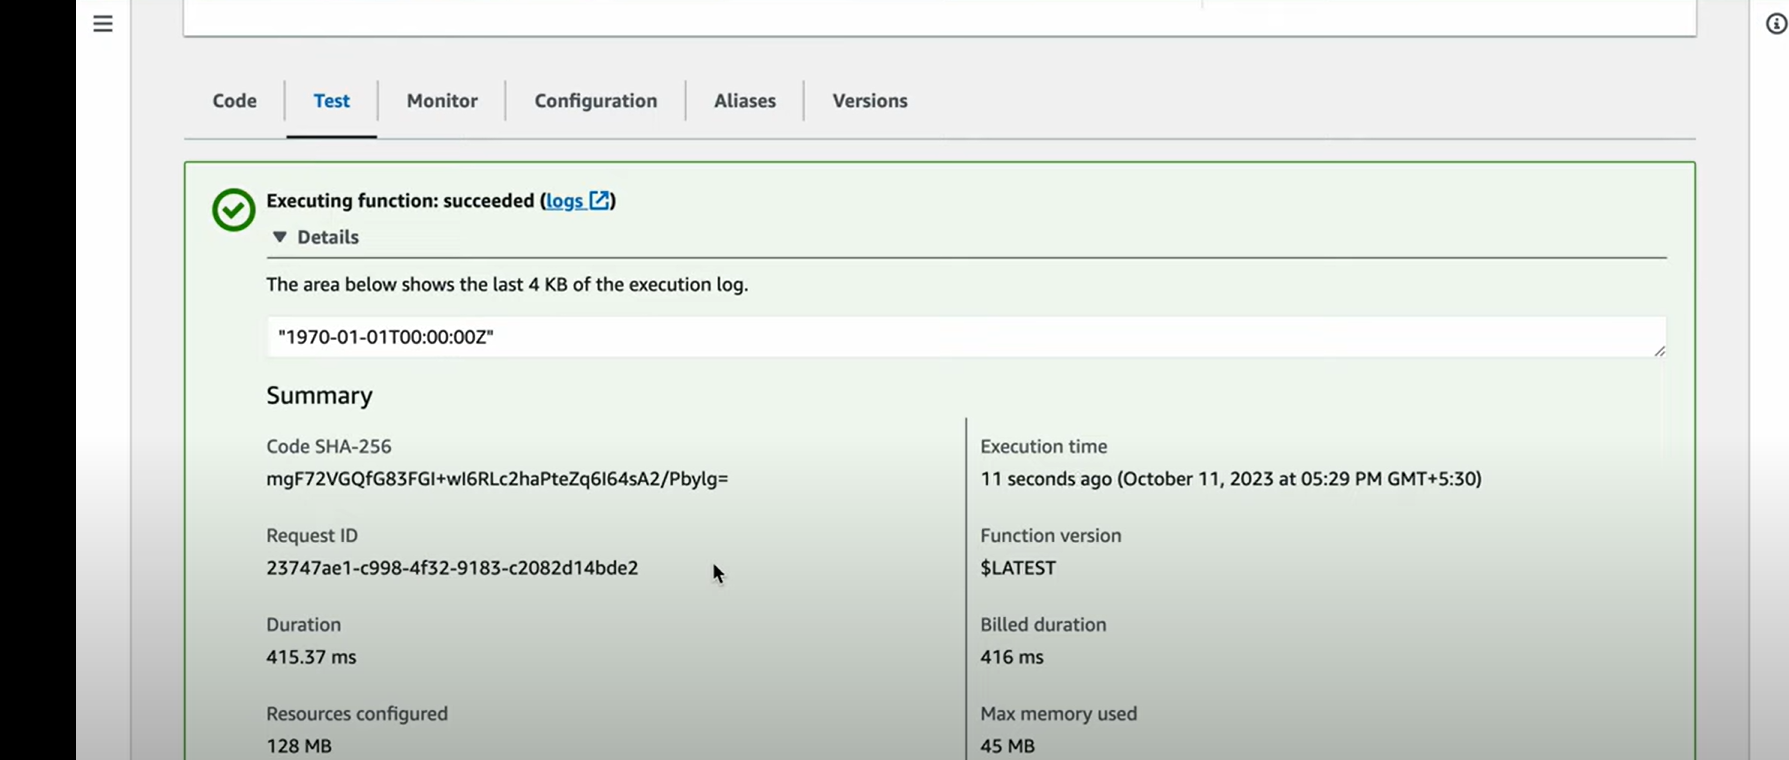 Code Test Monitor Configuration Aliases Versions
Executing function: succeeded (logs)
Details
The area below shows the last 4 KB of the execution log.
"1970-01-01T00:00:00Z"
Summary
Code SHA-256
mgF72VGQfG83FGI+wI6RLc2haPteZq6I64sA2/Pbylg=
Execution time
11 seconds ago (October 11, 2023 at 05:29 PM GMT+5:30)
Request ID
23747ae1-c998-4f32-9183-c2082d14bde2
Function version
$LATEST
Duration
415.37 ms
Billed duration
416 ms
Resources configured
128 MB
Max memory used
45 MB